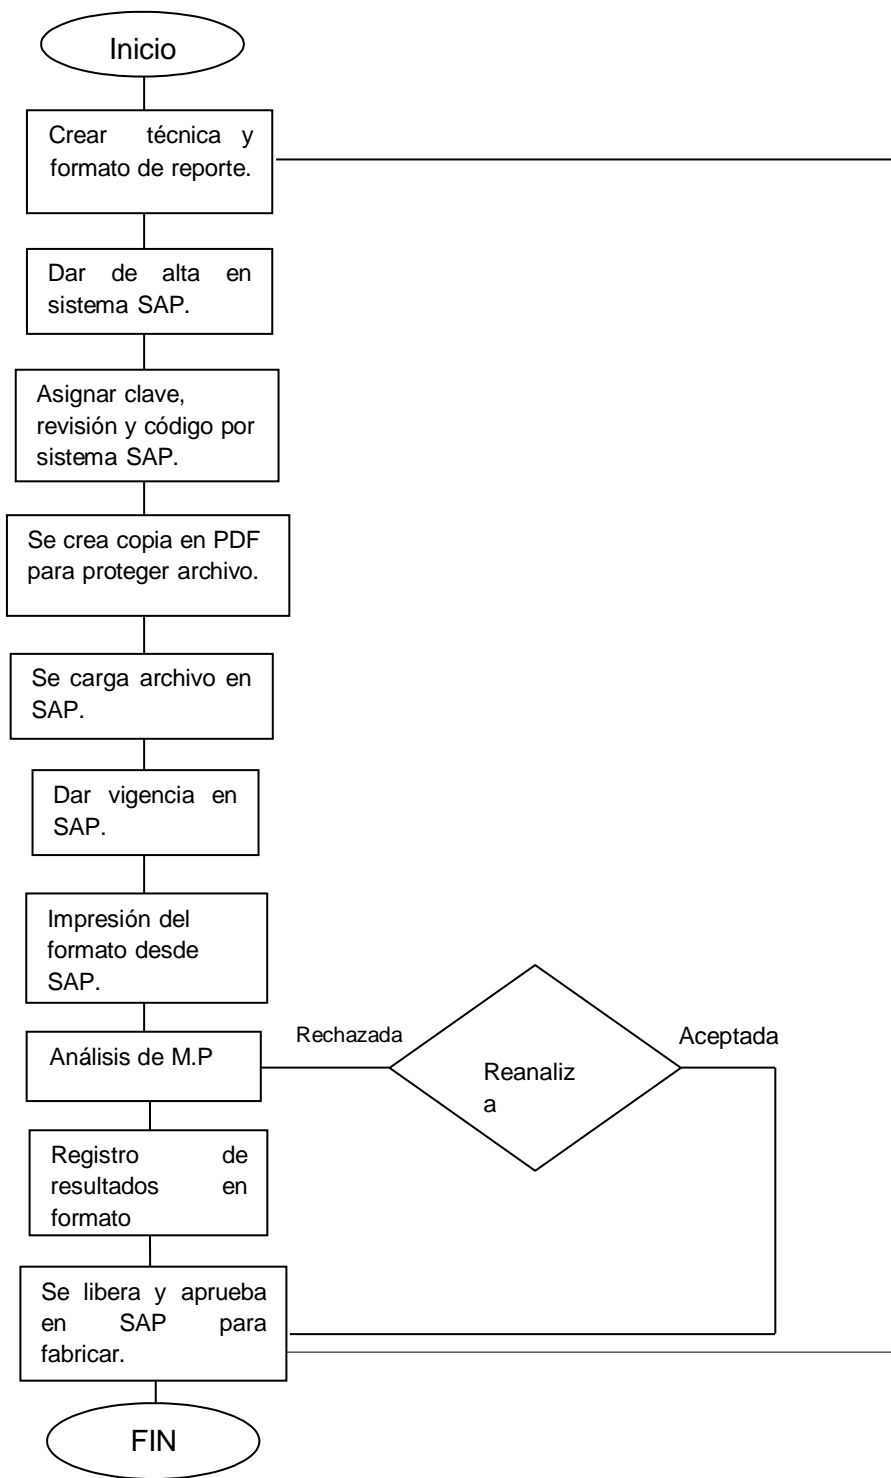 Inicio
Crear técnica y
formato de reporte.
Dar de alta en
sistema SAP.
Asignar clave,
revisión y código por
sistema SAP.
Se crea copia en PDF
para proteger archivo.
Se carga archivo en
SAP.
Dar vigencia en
SAP.
Impresión del
formato desde
SAP.
Análisis de M.P
Rechazada
Reanaliz
a
Aceptada
Registro de
resultados en
formato
Se libera y aprueba
en SAP para
fabricar.
FIN